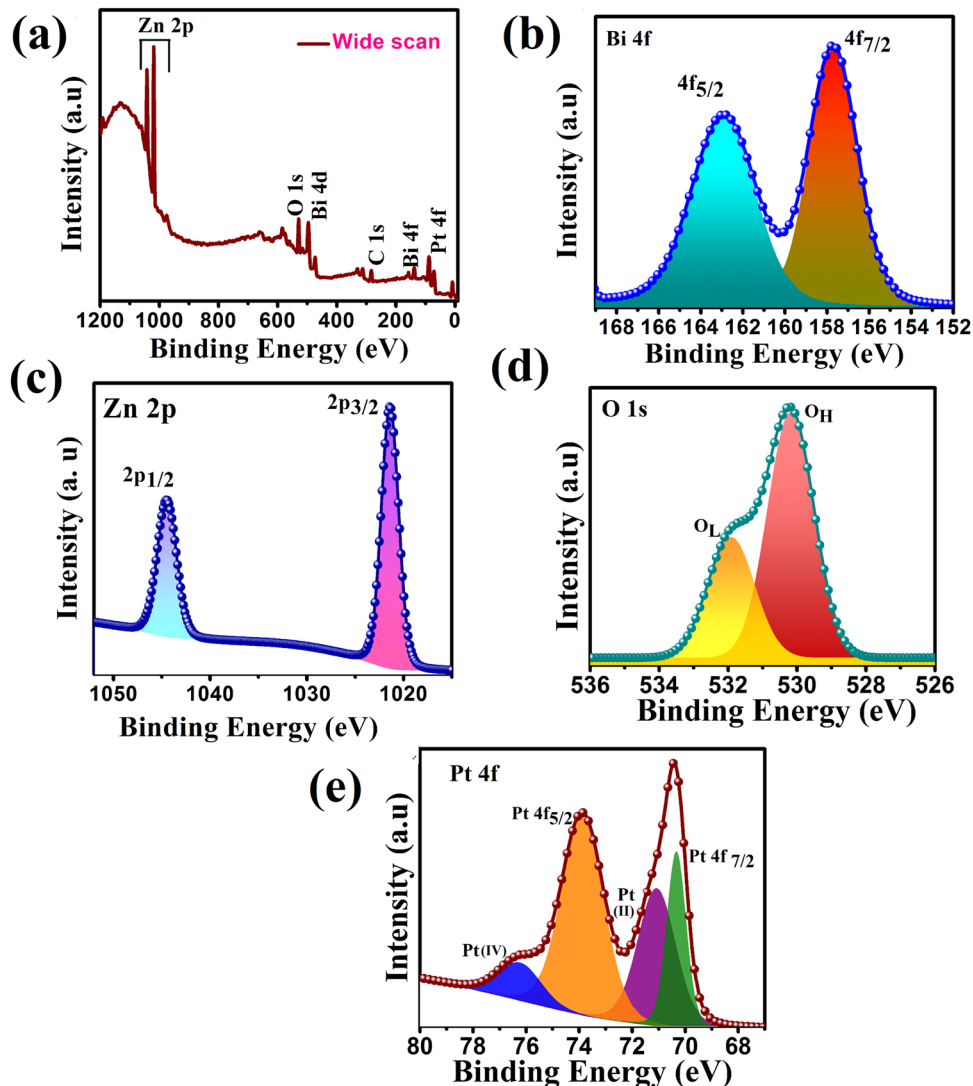 (a)
Zn 2p
Wide scan
O 1s
Bi 4d
C 1s
Bi 4f
Pt 4f
Intensity (a.u)
1200 1000 800 600 400 200 0
Binding Energy (eV)
(b)
Bi 4f
4f5/2
4f7/2
Intensity (a.u)
168 166 164 162 160 158 156 154 152
Binding Energy (eV)
(c)
Zn 2p
2p1/2
2p3/2
Intensity (a. u)
1050 1040 1030 1020
Binding Energy (eV)
(d)
O 1s
OH
OL
Intensity (a.u)
536 534 532 530 528 526
Binding Energy (eV)
(e)
Pt 4f
Pt 4f5/2
Pt 4f 7/2
Pt
(II)
Pt(IV)
Intensity (a.u)
80 78 76 74 72 70 68
Binding Energy (eV)